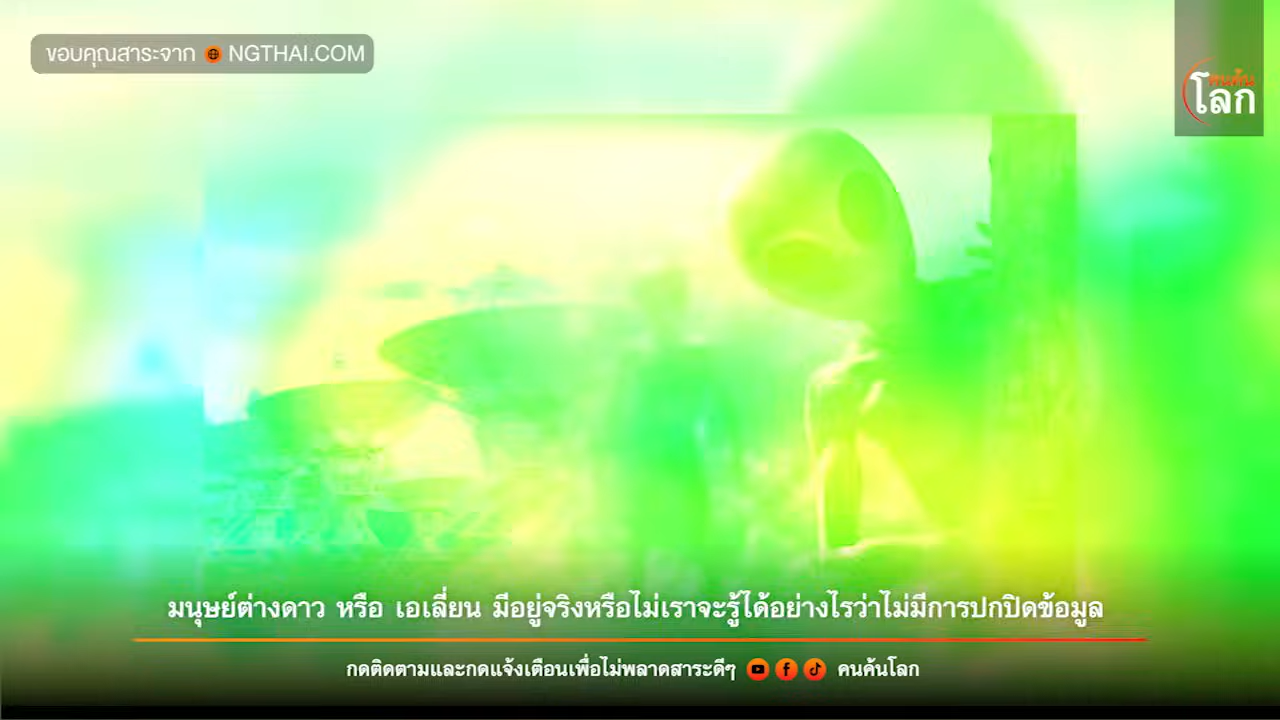 ขอบคุณสาระจาก NGTHAI.COM
คนค้น
โลก
มนุษย์ต่างดาว หรือ เอเลี่ยน มีอยู่จริงหรือไม่เราจะรู้ได้อย่างไรว่าไม่มีการปกปิดข้อมูล
กดติดตามและกดแจ้งเตือนเพื่อไม่พลาดสาระดีๆ คนค้นโลก